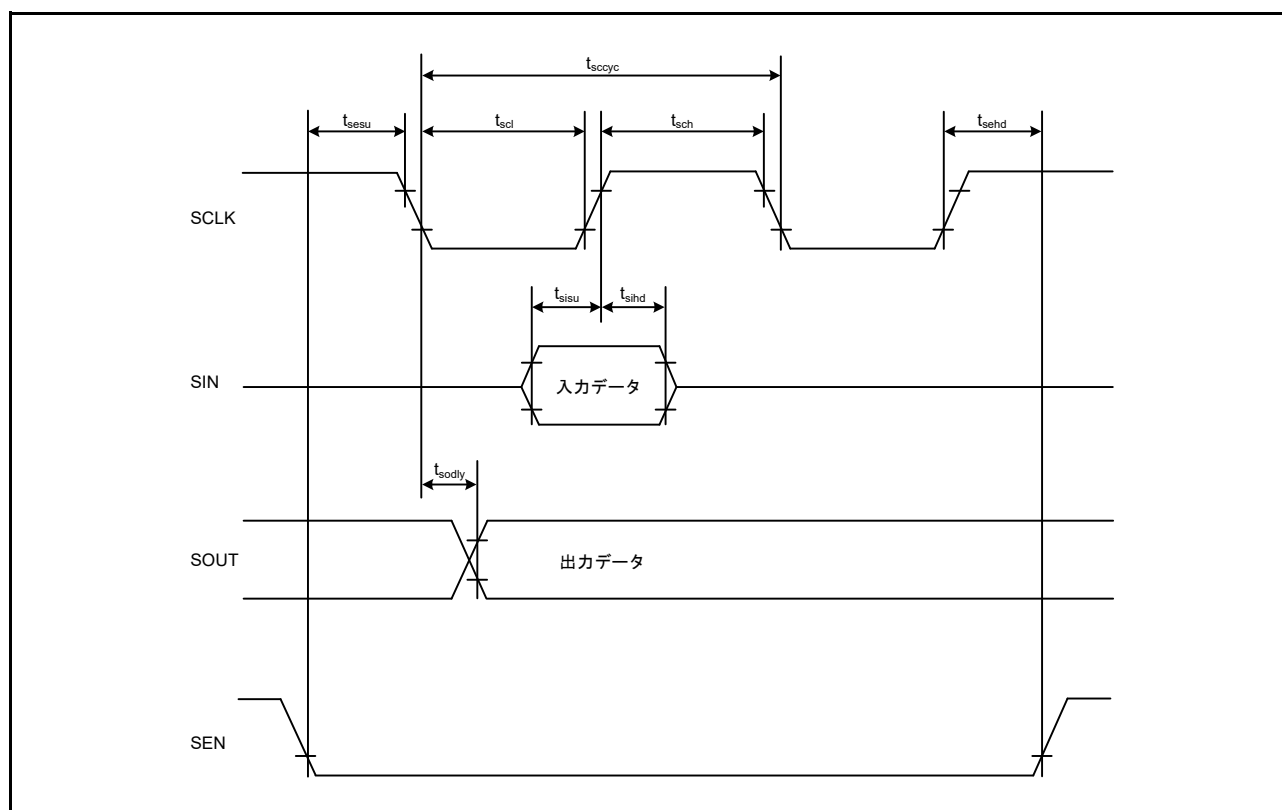 tsccyc
tsesu
tscl
tsch
tsehd
SCLK
tsisu
tsihd
SIN
入力データ
tsodly
SOUT
出力データ
SEN